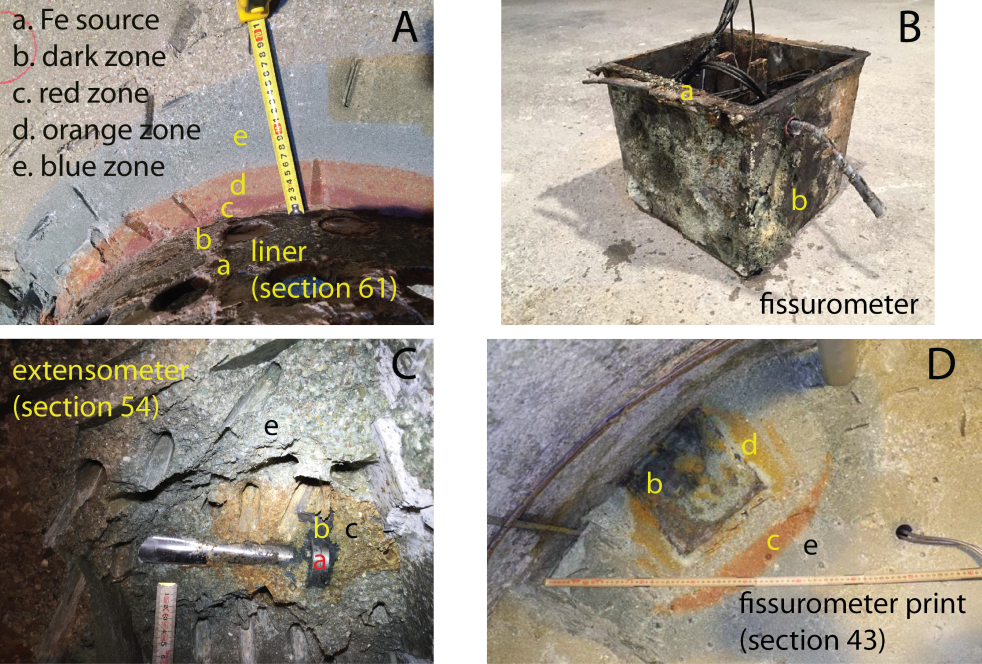 a. Fe source
b. dark zone
c. red zone
d. orange zone
e. blue zone
A
e
d
c
b
a
liner
(section 61)
B
a
b
fissurometer
extensometer
(section 54)
C
e
b
c
a
D
d
b
c
e
fissurometer print
(section 43)